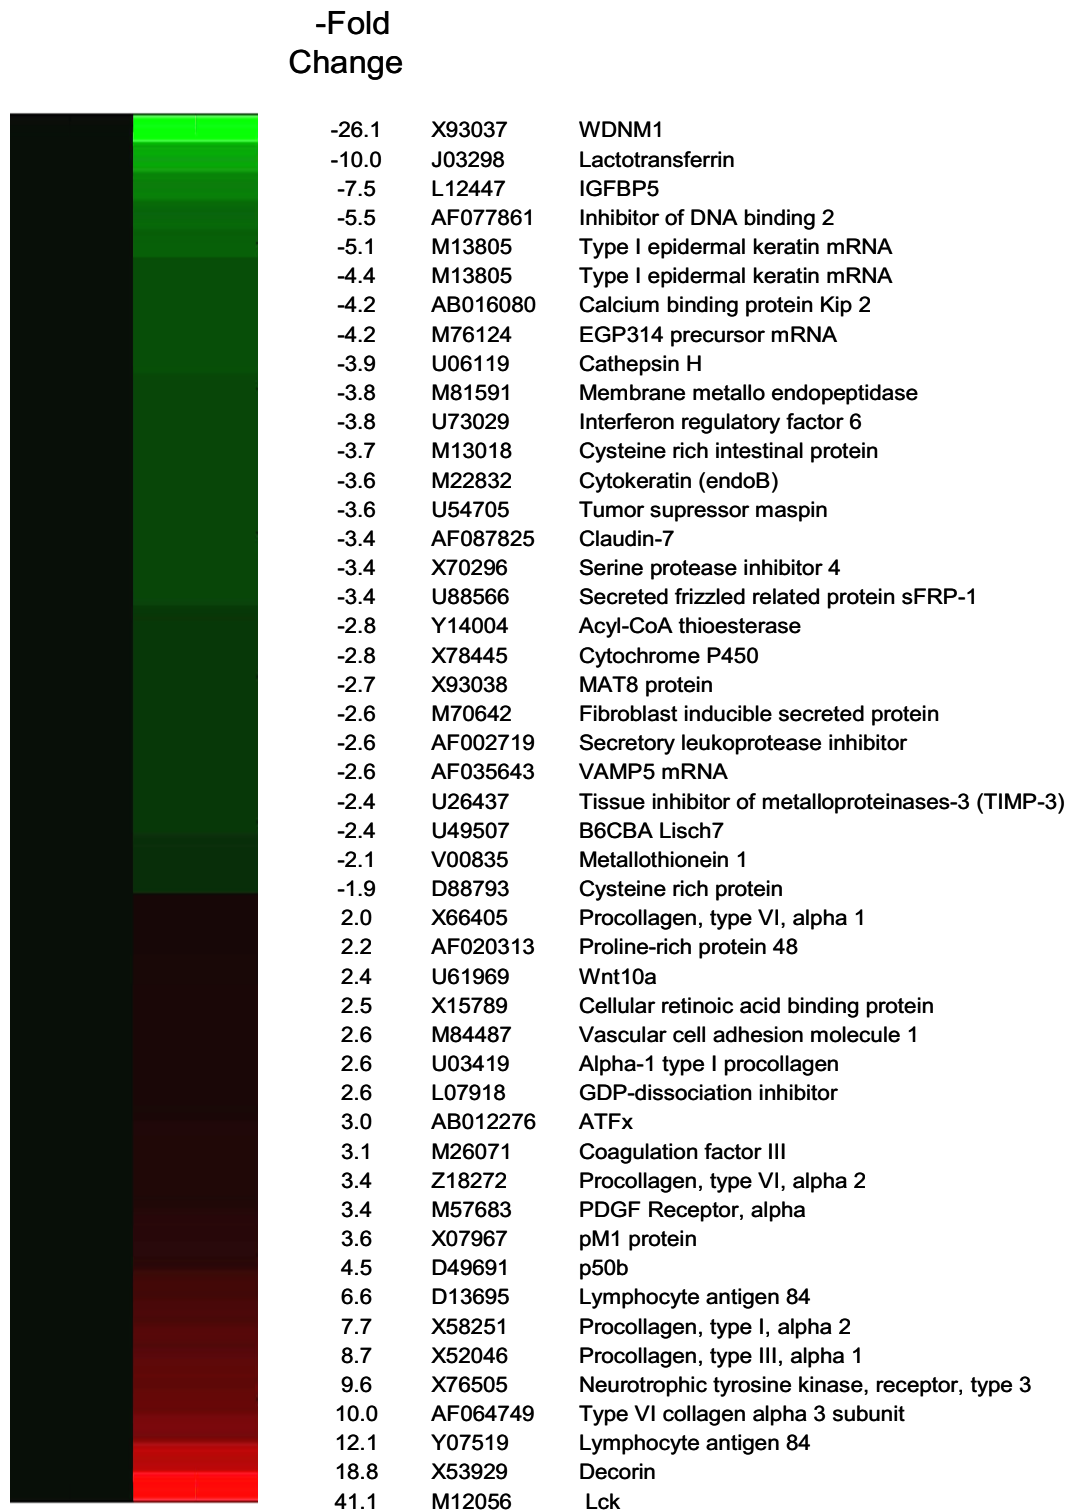 -Fold
Change
-26.1 X93037 WDNM1
-10.0 J03298 Lactotransferrin
-7.5 L12447 IGFBP5
-5.5 AF077861 Inhibitor of DNA binding 2
-5.1 M13805 Type I epidermal keratin mRNA
-4.4 M13805 Type I epidermal keratin mRNA
-4.2 AB016080 Calcium binding protein Kip 2
-4.2 M76124 EGP314 precursor mRNA
-3.9 U06119 Cathepsin H
-3.8 M81591 Membrane metallo endopeptidase
-3.8 U73029 Interferon regulatory factor 6
-3.7 M13018 Cysteine rich intestinal protein
-3.6 M22832 Cytokeratin (endoB)
-3.6 U54705 Tumor supressor maspin
-3.4 AF087825 Claudin-7
-3.4 X70296 Serine protease inhibitor 4
-3.4 U88566 Secreted frizzled related protein sFRP-1
-2.8 Y14004 Acyl-CoA thioesterase
-2.8 X78445 Cytochrome P450
-2.7 X93038 MAT8 protein
-2.6 M70642 Fibroblast inducible secreted protein
-2.6 AF002719 Secretory leukoprotease inhibitor
-2.6 AF035643 VAMP5 mRNA
-2.4 U26437 Tissue inhibitor of metalloproteinases-3 (TIMP-3)
-2.4 U49507 B6CBA Lisch7
-2.1 V00835 Metallothionein 1
-1.9 D88793 Cysteine rich protein
2.0 X66405 Procollagen, type VI, alpha 1
2.2 AF020313 Proline-rich protein 48
2.4 U61969 Wnt10a
2.5 X15789 Cellular retinoic acid binding protein
2.6 M84487 Vascular cell adhesion molecule 1
2.6 U03419 Alpha-1 type I procollagen
2.6 L07918 GDP-dissociation inhibitor
3.0 AB012276 ATFx
3.1 M26071 Coagulation factor III
3.4 Z18272 Procollagen, type VI, alpha 2
3.4 M57683 PDGF Receptor, alpha
3.6 X07967 pM1 protein
4.5 D49691 p50b
6.6 D13695 Lymphocyte antigen 84
7.7 X58251 Procollagen, type I, alpha 2
8.7 X52046 Procollagen, type III, alpha 1
9.6 X76505 Neurotrophic tyrosine kinase, receptor, type 3
10.0 AF064749 Type VI collagen alpha 3 subunit
12.1 Y07519 Lymphocyte antigen 84
18.8 X53929 Decorin
41.1 M12056 Lck